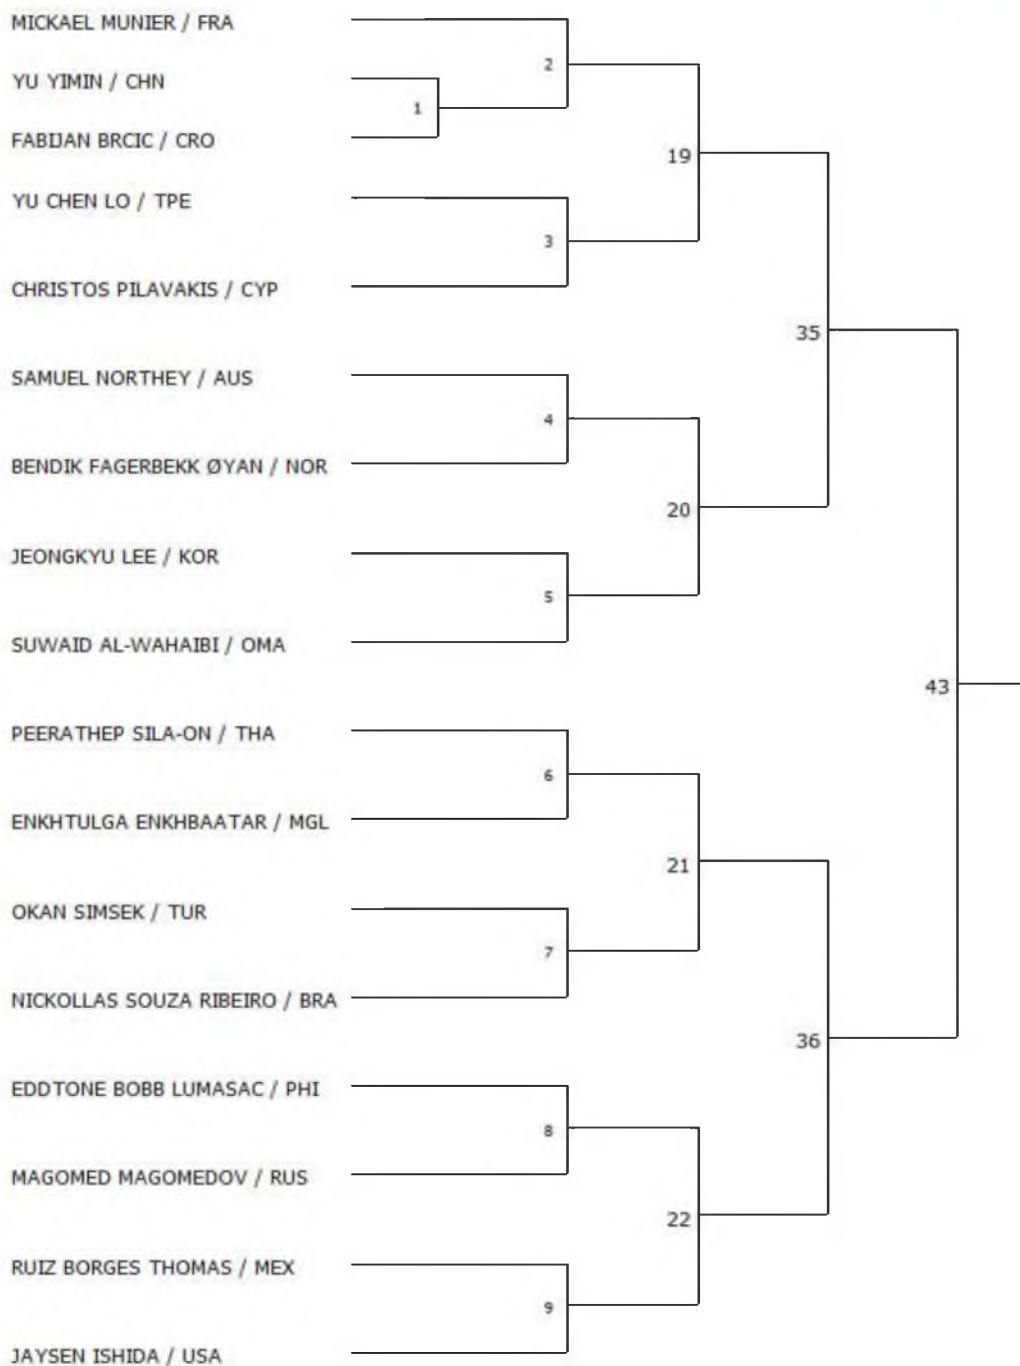 MICKAEL MUNIER / FRA
2
YU YIMIN / CHN
1
FABIJAN BRCIC / CRO
19
YU CHEN LO / TPE
3
CHRISTOS PILAVAKIS / CYP
35
SAMUEL NORTHEY / AUS
4
BENDIK FAGERBEKK ØYAN / NOR
20
JEONGKYU LEE / KOR
5
SUWAID AL-WAHAIBI / OMA
43
PEERATHEP SILA-ON / THA
6
ENKHTULGA ENKHBAATAR / MGL
21
OKAN SIMSEK / TUR
7
NICKOLLAS SOUZA RIBEIRO / BRA
36
EDDTONE BOBB LUMASAC / PHI
8
MAGOMED MAGOMEDOV / RUS
22
RUIZ BORGES THOMAS / MEX
9
JAYSEN ISHIDA / USA